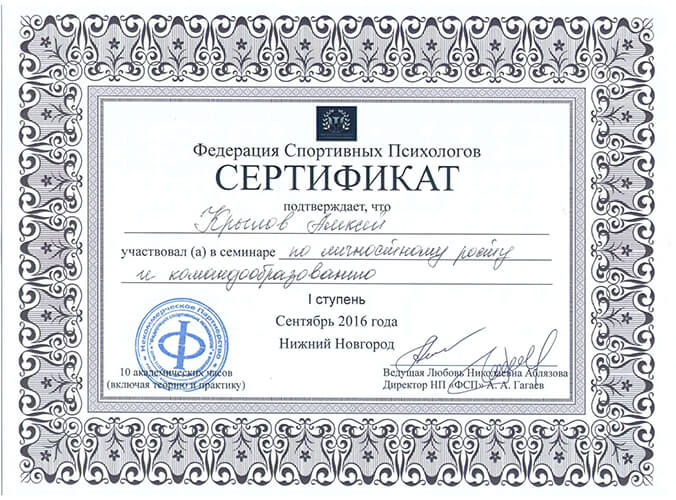 Федерация Спортивных Психологов
СЕРТИФИКАТ
подтверждает, что
Крылов Алексей
участвовал (а) в семинаре по личностному росту
и командообразованию
I ступень
Сентябрь 2016 года
Нижний Новгород
Некоммерческое Партнерство
10 академических часов
(включая теорию и практику)
Ведущая Любовь Николаевна Аблязова
Директор НП «ФСП» А. А. Гагаев